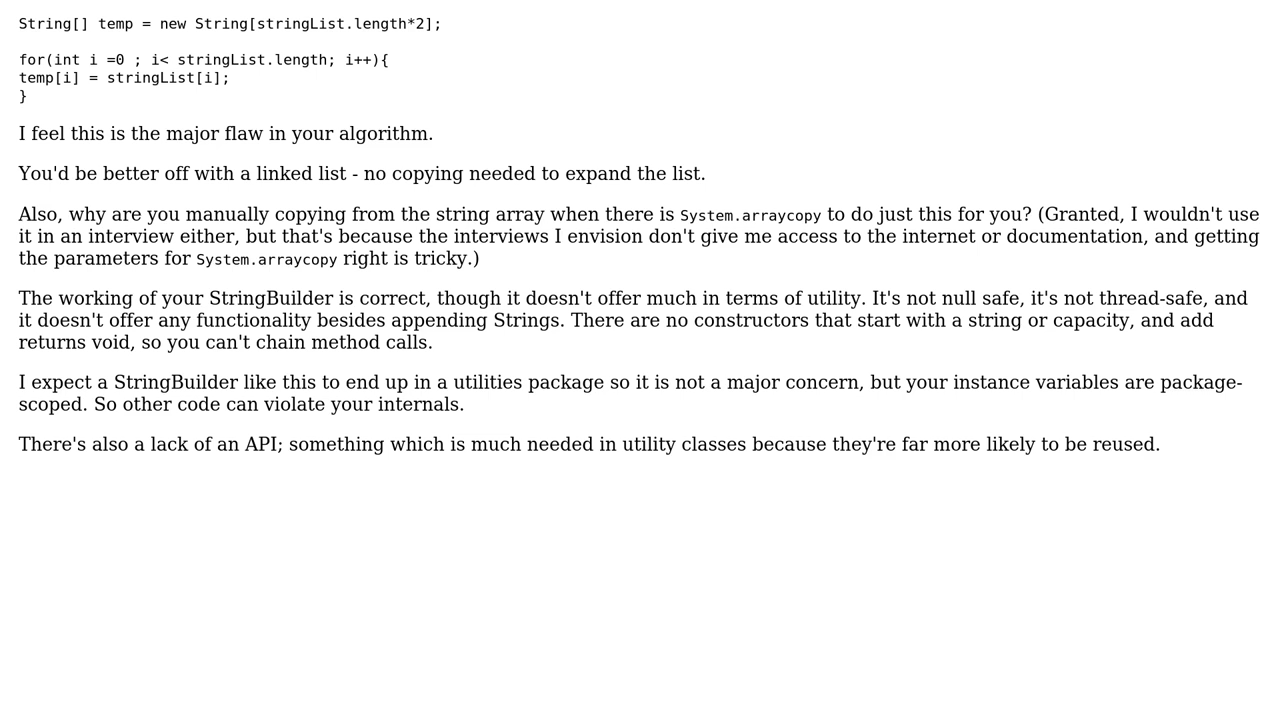 String[] temp = new String[stringList.length*2];
for(int i =0 ; i< stringList.length; i++){
temp[i] = stringList[i];
}
I feel this is the major flaw in your algorithm.
You'd be better off with a linked list - no copying needed to expand the list.
Also, why are you manually copying from the string array when there is System.arraycopy to do just this for you? (Granted, I wouldn't use
it in an interview either, but that's because the interviews I envision don't give me access to the internet or documentation, and getting
the parameters for System.arraycopy right is tricky.)
The working of your StringBuilder is correct, though it doesn't offer much in terms of utility. It's not null safe, it's not thread-safe, and
it doesn't offer any functionality besides appending Strings. There are no constructors that start with a string or capacity, and add
returns void, so you can't chain method calls.
I expect a StringBuilder like this to end up in a utilities package so it is not a major concern, but your instance variables are package-
scoped. So other code can violate your internals.
There's also a lack of an API; something which is much needed in utility classes because they're far more likely to be reused.